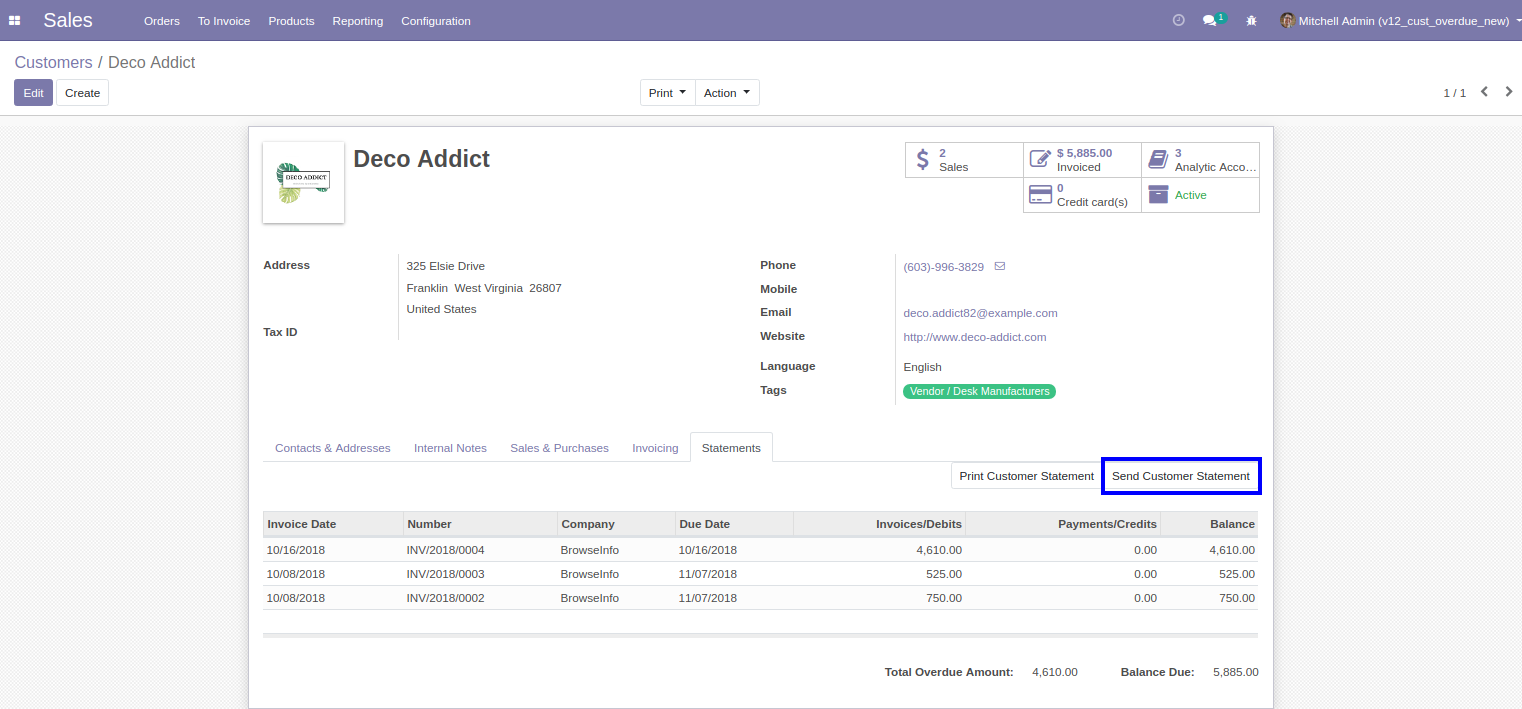 Sales Orders To Invoice Products Reporting Configuration 1 Mitchell Admin (v12_cust_overdue_new)
Customers / Deco Addict
Edit Create Print Action 1 / 1
DECO ADDICT
Deco Addict
2 Sales
$ 5,885.00 Invoiced
3 Analytic Acco…
0 Credit card(s)
Active
Address 325 Elsie Drive
Franklin West Virginia 26807
United States
Tax ID
Phone (603)-996-3829
Mobile
Email deco.addict82@example.com
Website http://www.deco-addict.com
Language English
Tags Vendor / Desk Manufacturers
Contacts & Addresses Internal Notes Sales & Purchases Invoicing Statements
Print Customer Statement Send Customer Statement
Invoice Date Number Company Due Date Invoices/Debits Payments/Credits Balance
10/16/2018 INV/2018/0004 BrowseInfo 10/16/2018 4,610.00 0.00 4,610.00
10/08/2018 INV/2018/0003 BrowseInfo 11/07/2018 525.00 0.00 525.00
10/08/2018 INV/2018/0002 BrowseInfo 11/07/2018 750.00 0.00 750.00
Total Overdue Amount: 4,610.00 Balance Due: 5,885.00